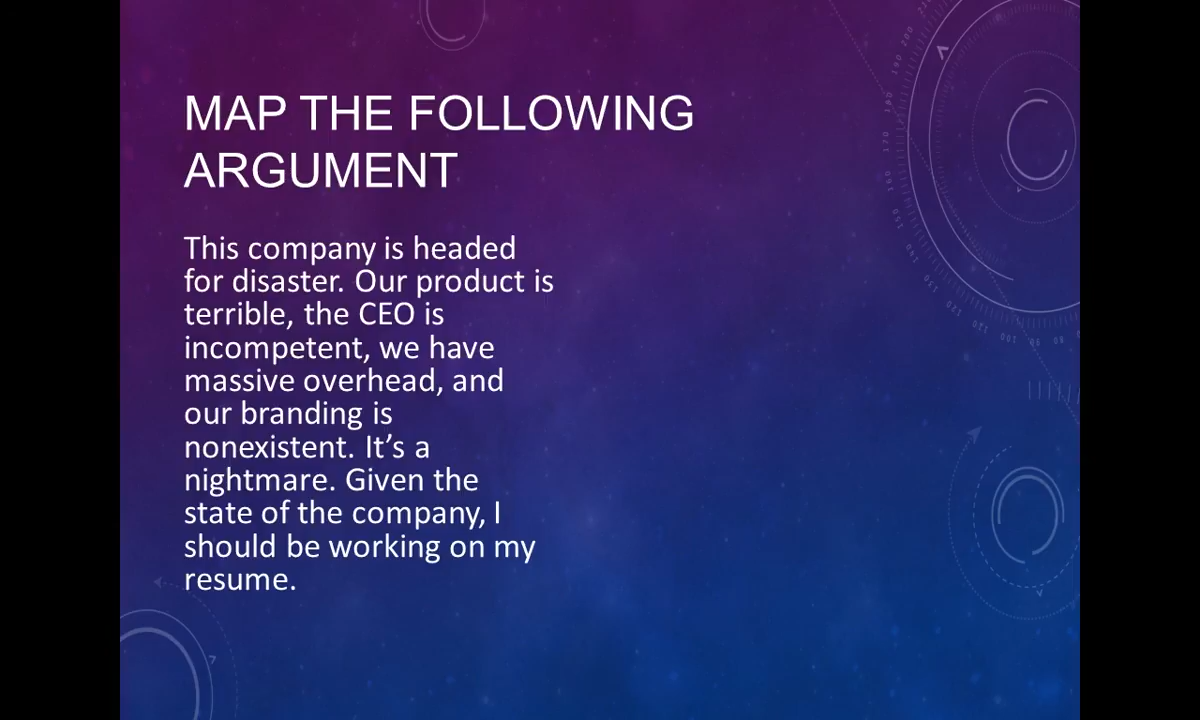 MAP THE FOLLOWING
ARGUMENT
This company is headed
for disaster. Our product is
terrible, the CEO is
incompetent, we have
massive overhead, and
our branding is
nonexistent. It’s a
nightmare. Given the
state of the company, I
should be working on my
resume.